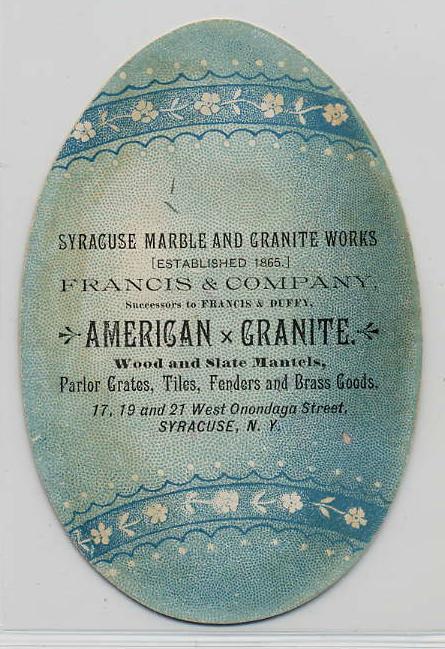 SYRACUSE MARBLE AND GRANITE WORKS
[ESTABLISHED 1865.]
FRANCIS & COMPANY,
Successors to FRANCIS & DUFFY,
AMERICAN × GRANITE.
Wood and Slate Mantels,
Parlor Grates, Tiles, Fenders and Brass Goods.
17, 19 and 21 West Onondaga Street,
SYRACUSE, N. Y.